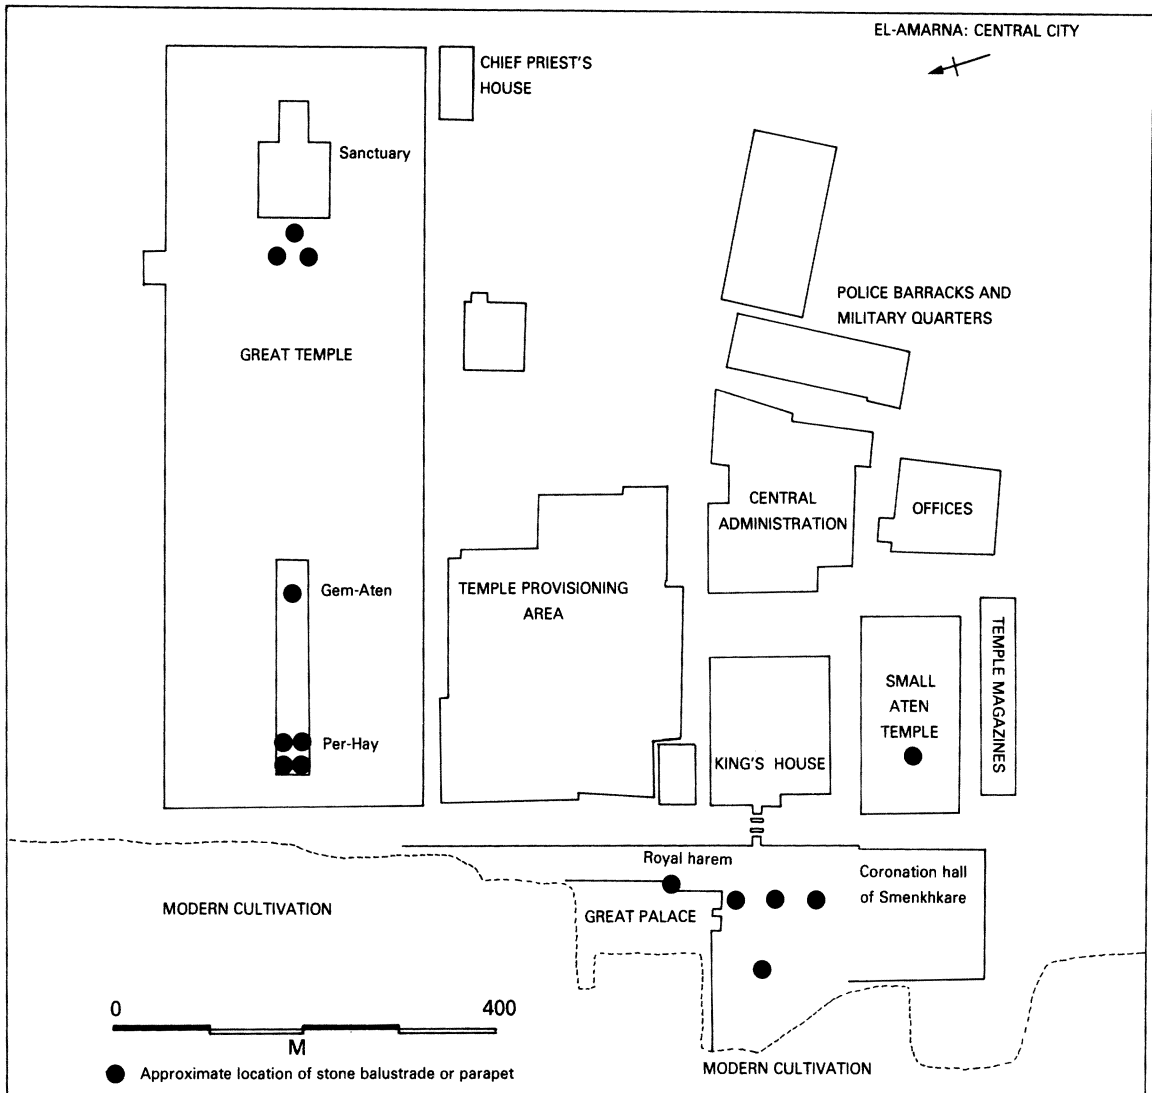 EL-AMARNA: CENTRAL CITY
CHIEF PRIEST'S
HOUSE
Sanctuary
POLICE BARRACKS AND
MILITARY QUARTERS
GREAT TEMPLE
CENTRAL
ADMINISTRATION
OFFICES
Gem-Aten
TEMPLE PROVISIONING
AREA
TEMPLE MAGAZINES
SMALL
ATEN
TEMPLE
Per-Hay
KING'S HOUSE
Royal harem
Coronation hall
of Smenkhkare
MODERN CULTIVATION
GREAT PALACE
0
400
M
MODERN CULTIVATION
Approximate location of stone balustrade or parapet